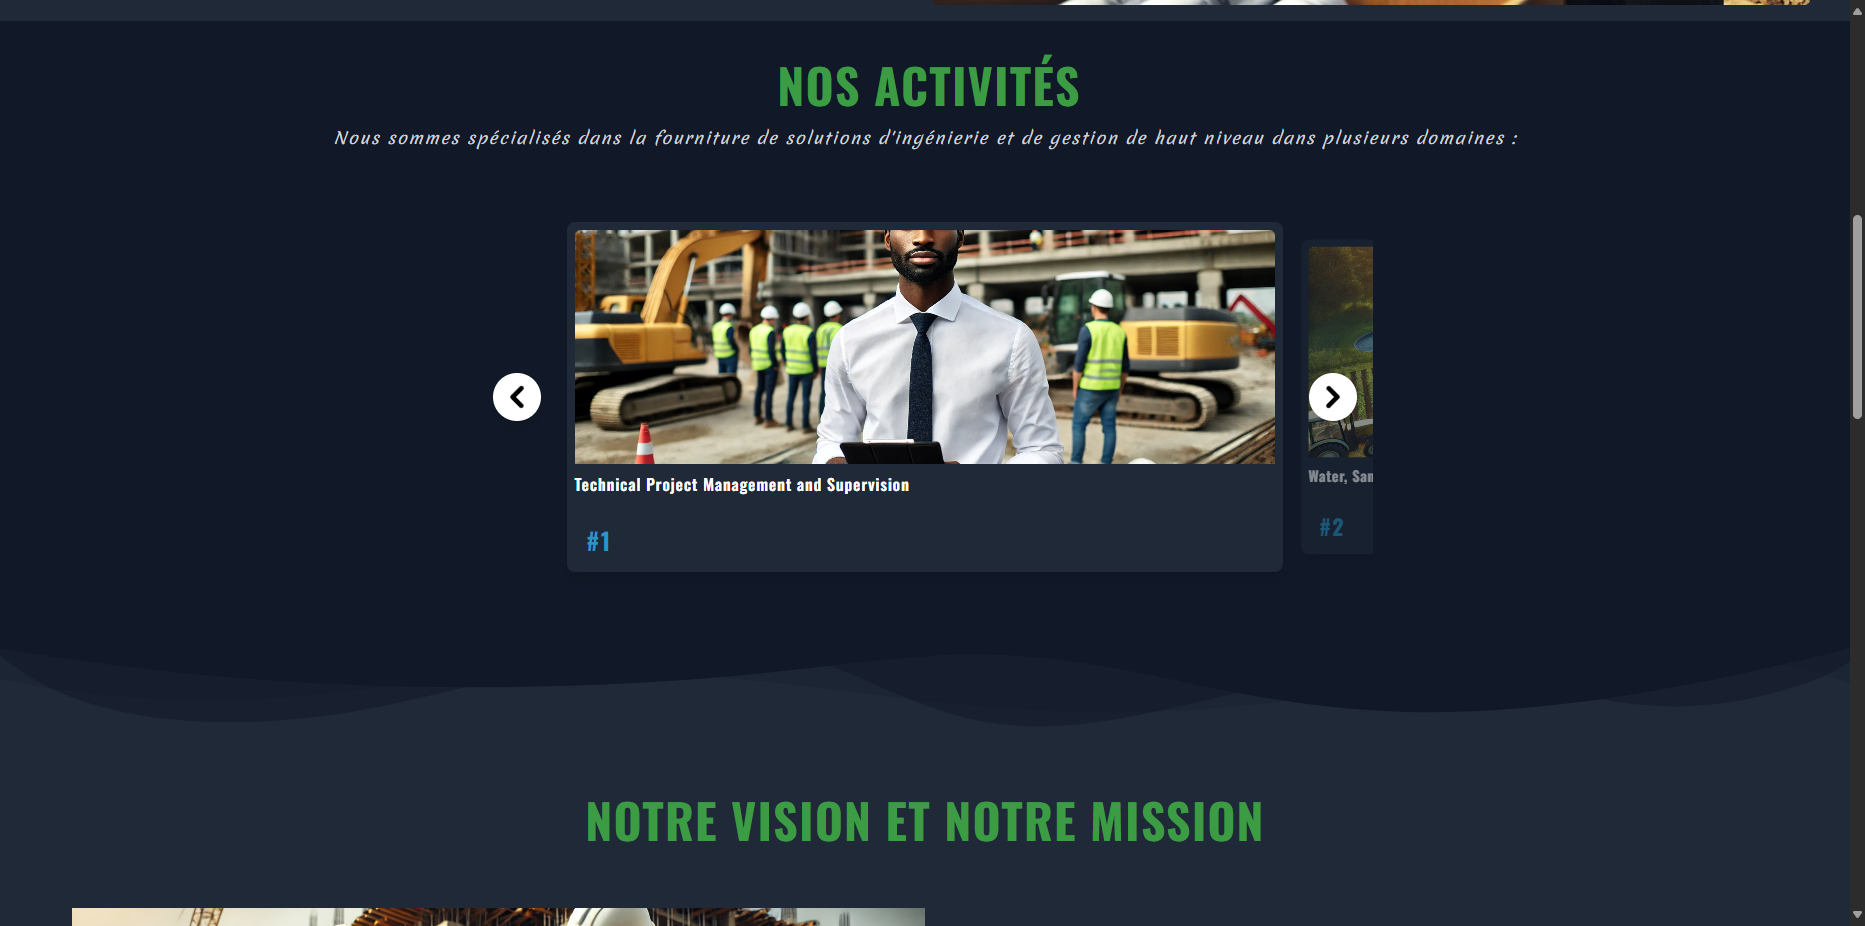 NOS ACTIVITÉS
Nous sommes spécialisés dans la fourniture de solutions d'ingénierie et de gestion de haut niveau dans plusieurs domaines :
Technical Project Management and Supervision
#1
Water, San
#2
NOTRE VISION ET NOTRE MISSION